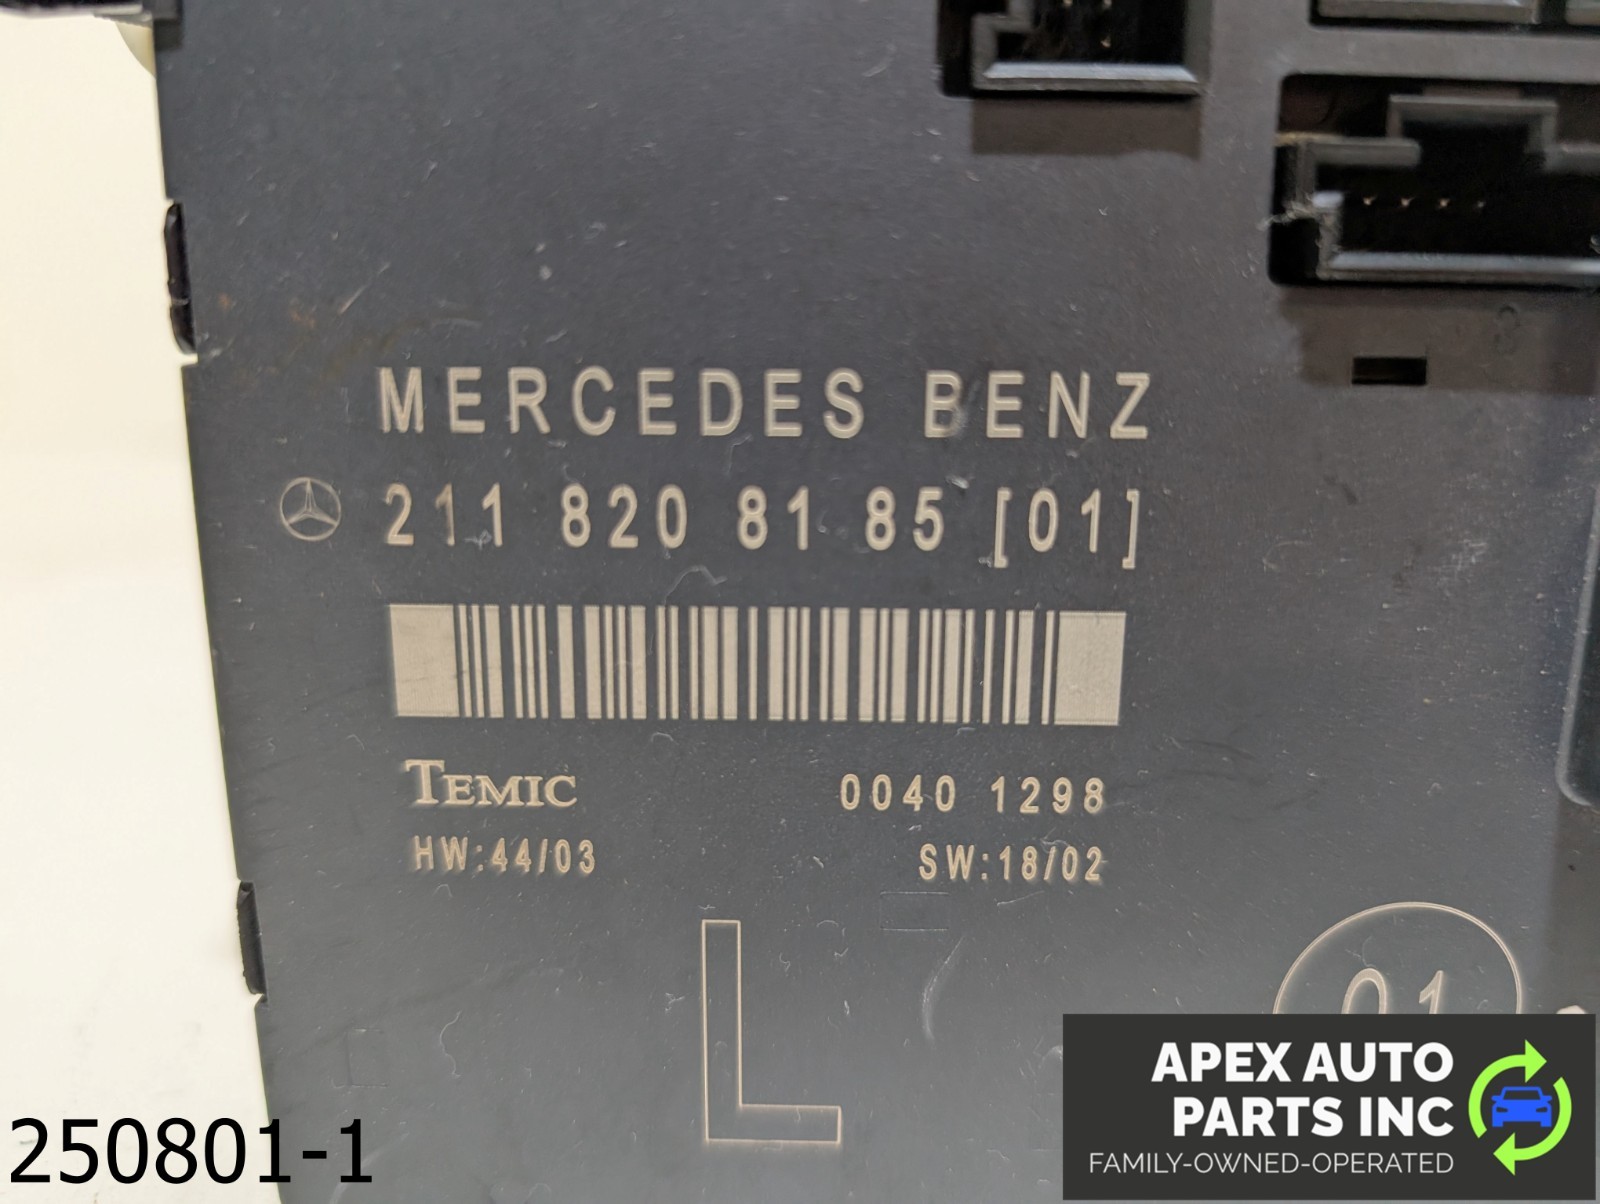 MERCEDES BENZ
211 820 81 85 [01]
TEMIC
0040 1298
HW:44/03
SW:18/02
L
01
250801-1
APEX AUTO
PARTS INC
FAMILY-OWNED-OPERATED